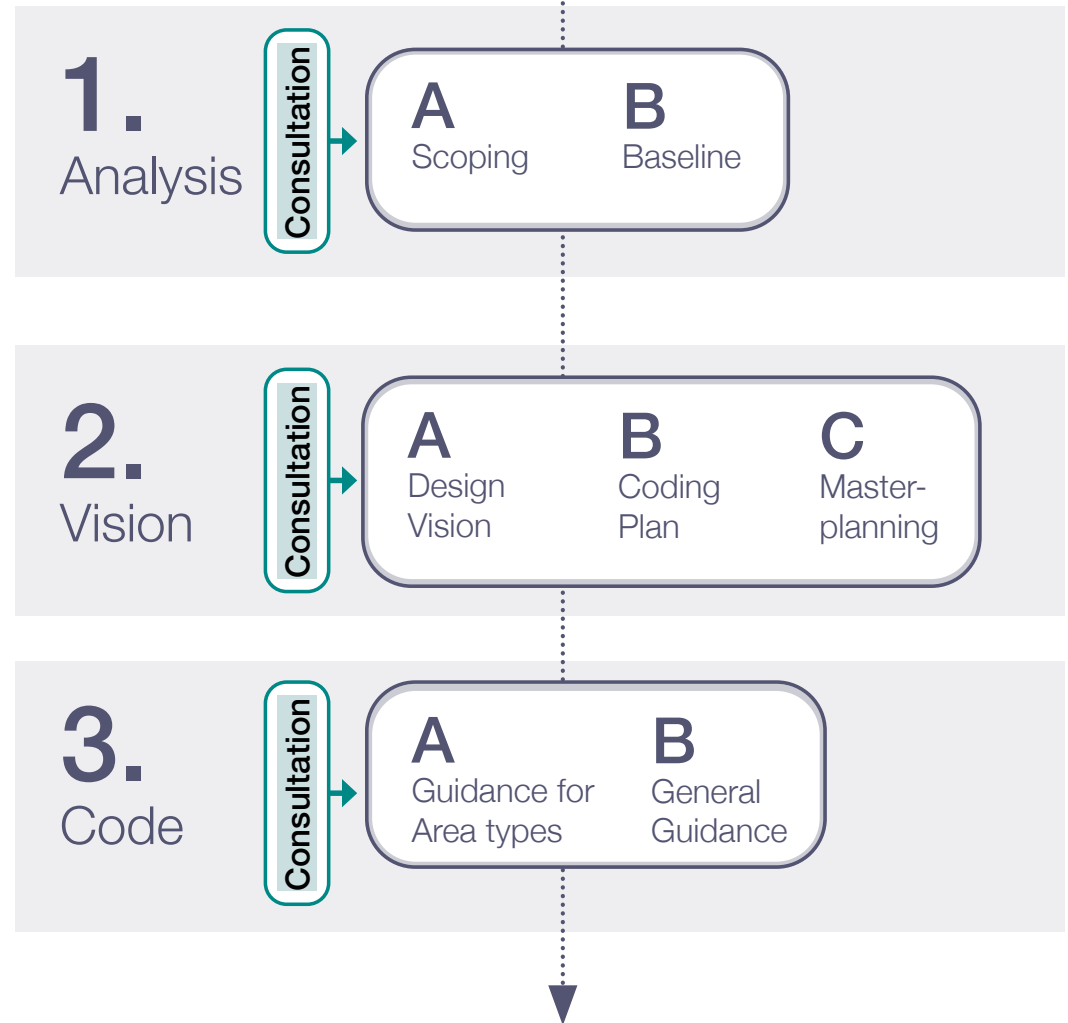 1.
Analysis
Consultation
A
Scoping
B
Baseline
2.
Vision
Consultation
A
Design
Vision
B
Coding
Plan
C
Master-
planning
3.
Code
Consultation
A
Guidance for
Area types
B
General
Guidance